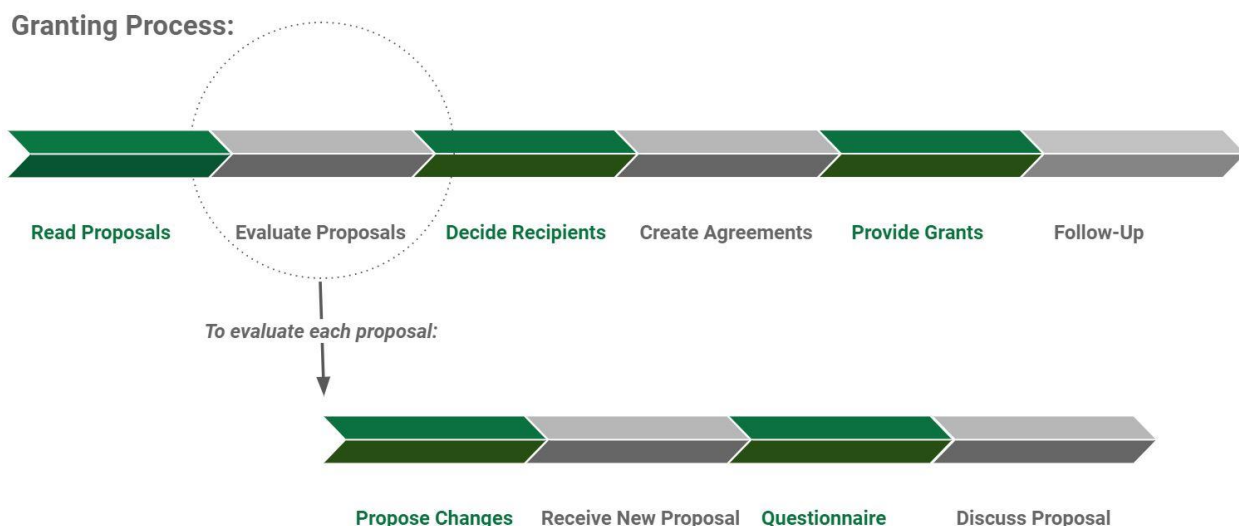 Granting Process:
Read Proposals Evaluate Proposals Decide Recipients Create Agreements Provide Grants Follow-Up
To evaluate each proposal:
Propose Changes Receive New Proposal Questionnaire Discuss Proposal